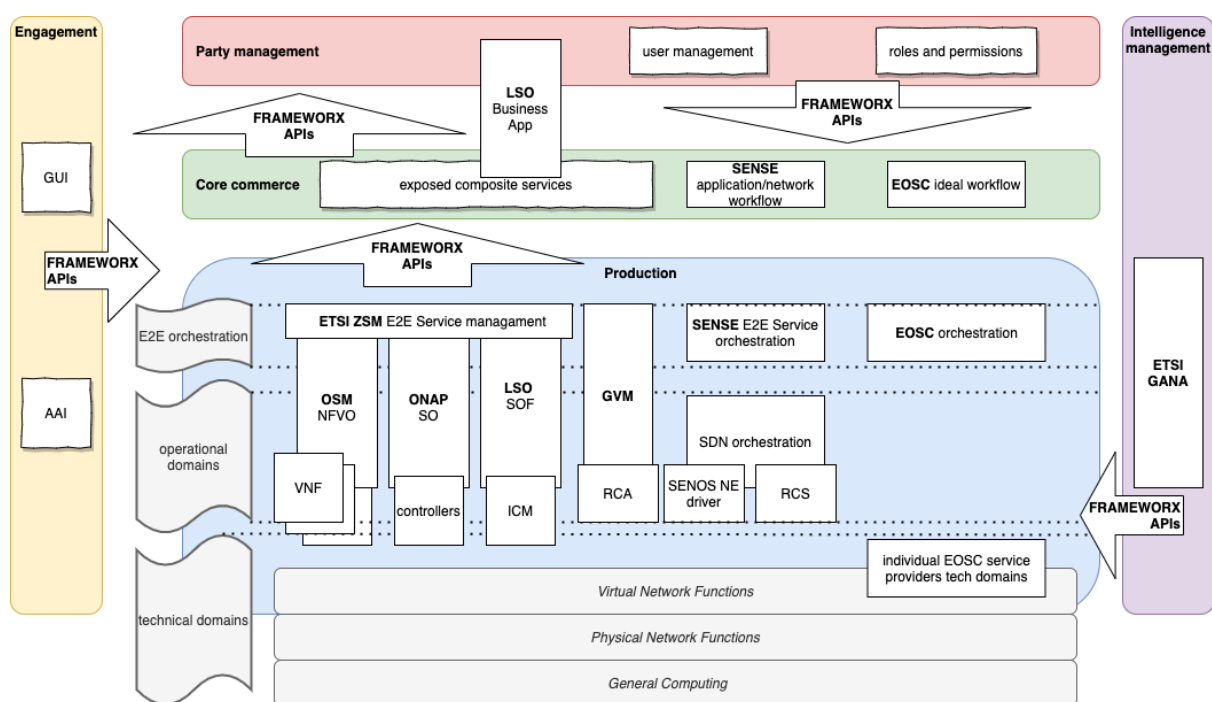 Engagement
Party management
user management
roles and permissions
Intelligence
management
LSO
Business
App
FRAMEWORX
APIs
FRAMEWORX
APIs
GUI
Core commerce
exposed composite services
SENSE
application/network
workflow
EOSC ideal workflow
FRAMEWORX
APIs
FRAMEWORX
APIs
Production
E2E orchestration
ETSI ZSM E2E Service managament
SENSE E2E Service
orchestration
EOSC orchestration
ETSI
GANA
AAI
OSM
NFVO
ONAP
SO
LSO
SOF
GVM
operational
domains
SDN orchestration
VNF
controllers
ICM
RCA
SENOS NE
driver
RCS
FRAMEWORX
APIs
individual EOSC service
providers tech domains
technical domains
Virtual Network Functions
Physical Network Functions
General Computing